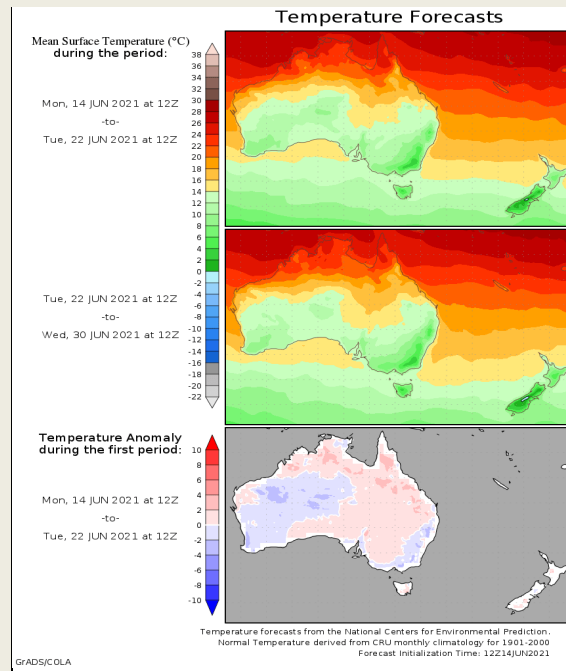 Temperature Forecasts
Mean Surface Temperature (°C)
during the period:
38
36
34
32
30
28
26
24
22
20
18
16
14
12
10
8
6
4
2
0
-2
-4
-6
-8
-10
-12
-14
-16
-18
-20
-22
Mon, 14 JUN 2021 at 12Z
-to-
Tue, 22 JUN 2021 at 12Z
Tue, 22 JUN 2021 at 12Z
-to-
Wed, 30 JUN 2021 at 12Z
Temperature Anomaly
during the first period:
10
8
6
4
2
0
-2
-4
-6
-8
-10
Mon, 14 JUN 2021 at 12Z
-to-
Tue, 22 JUN 2021 at 12Z
Temperature forecasts from the National Centers for Environmental Prediction.
Normal Temperature derived from CRU monthly climatology for 1901-2000
Forecast Initialization Time: 12Z14JUN2021
GrADS/COLA